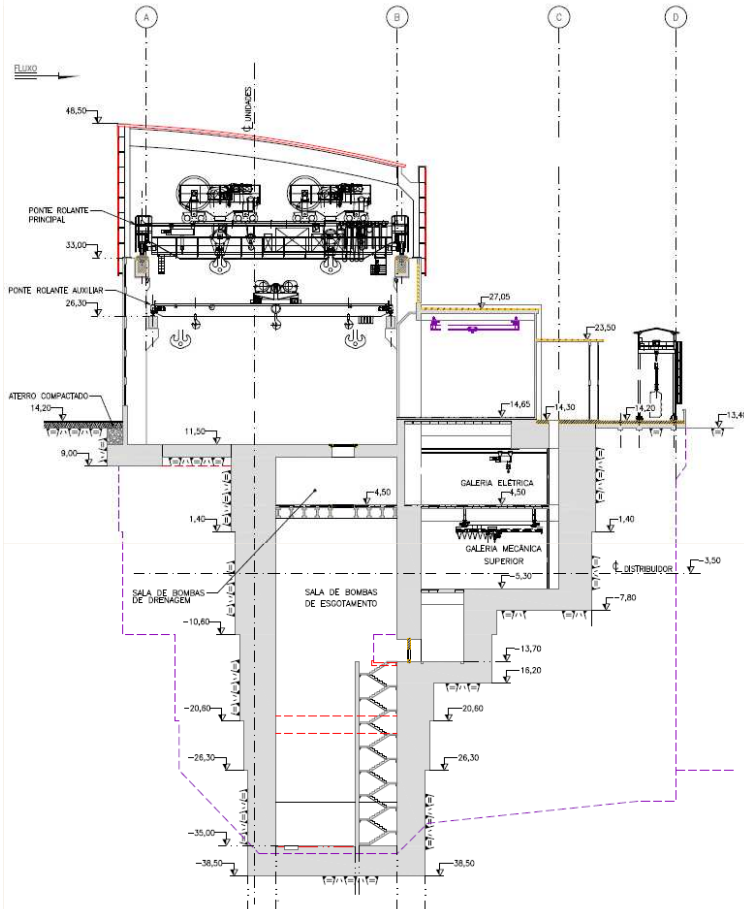 A
B
C
D
FLUXO
48,50
℄ UNIDADES
PONTE ROLANTE
PRINCIPAL
33,00
PONTE ROLANTE AUXILIAR
26,30
27,05
23,50
ATERRO COMPACTADO
14,20
14,65
14,30
14,20
13,40
11,50
9,00
GALERIA ELÉTRICA
4,50
4,50
1,40
1,40
GALERIA MECÂNICA
SUPERIOR
℄ DISTRIBUIDOR
-3,50
SALA DE BOMBAS
DE DRENAGEM
SALA DE BOMBAS
DE ESGOTAMENTO
-5,30
-7,80
-10,60
-13,70
16,20
-20,60
-20,60
-26,30
-26,30
-35,00
-38,50
-38,50